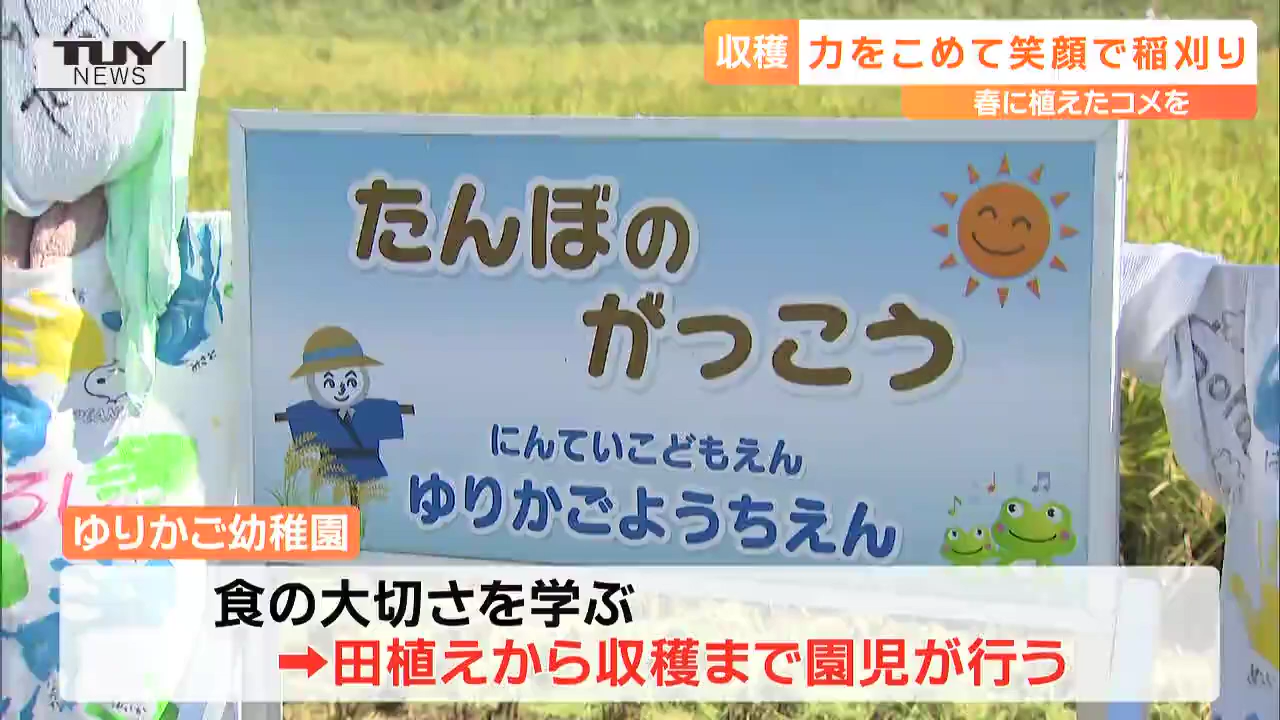 TUY
NEWS
収穫 力をこめて笑顔で稲刈り
春に植えたコメを
たんぼの
がっこう
にんていこどもえん
ゆりかごようちえん
ゆりかご幼稚園
食の大切さを学ぶ
➡田植えから収穫まで園児が行う